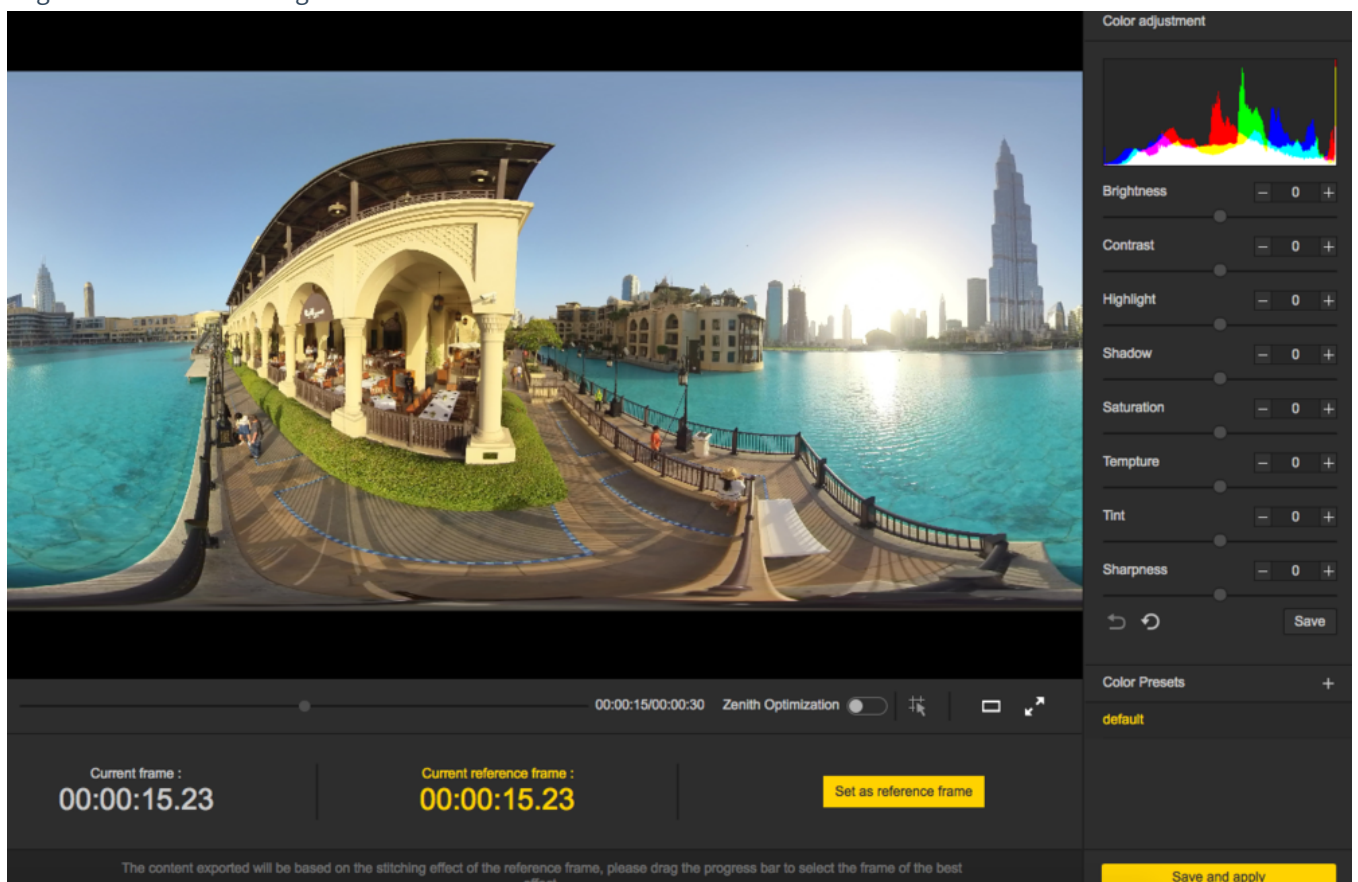 Color adjustment
Brightness − 0 +
Contrast − 0 +
Highlight − 0 +
Shadow − 0 +
Saturation − 0 +
Tempture − 0 +
Tint − 0 +
Sharpness − 0 +
Save
Color Presets +
default
00:00:15/00:00:30 Zenith Optimization
Current frame :
00:00:15.23
Current reference frame :
00:00:15.23
Set as reference frame
The content exported will be based on the stitching effect of the reference frame, please drag the progress bar to select the frame of the best
effect
Save and apply